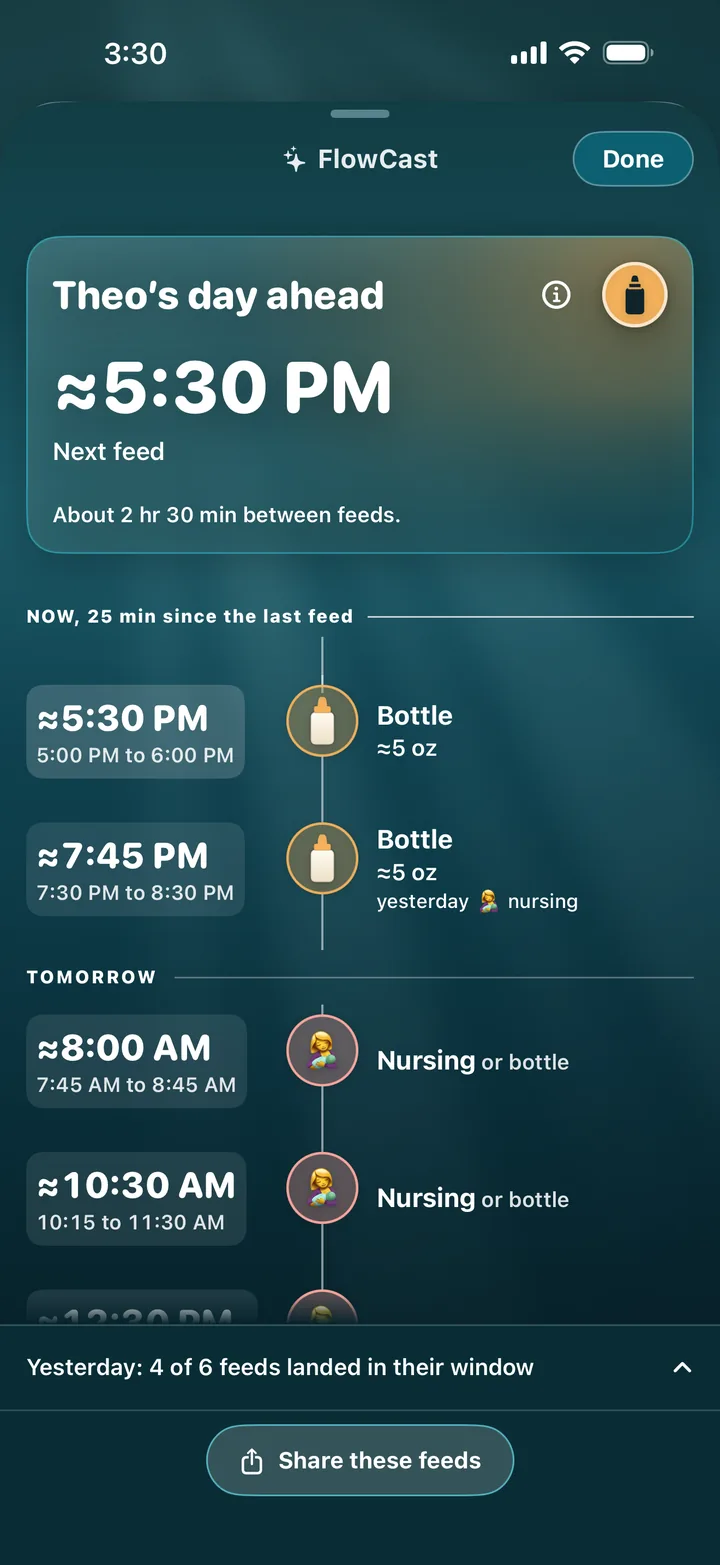 3:30
FlowCast
Done
Theo's day ahead
≈5:30 PM
Next feed
About 2 hr 30 min between feeds.
NOW, 25 min since the last feed
≈5:30 PM
5:00 PM to 6:00 PM
Bottle
≈5 oz
≈7:45 PM
7:30 PM to 8:30 PM
Bottle
≈5 oz
yesterday 🤱 nursing
TOMORROW
≈8:00 AM
7:45 AM to 8:45 AM
Nursing or bottle
≈10:30 AM
10:15 to 11:30 AM
Nursing or bottle
≈12:30 PM
Yesterday: 4 of 6 feeds landed in their window
Share these feeds